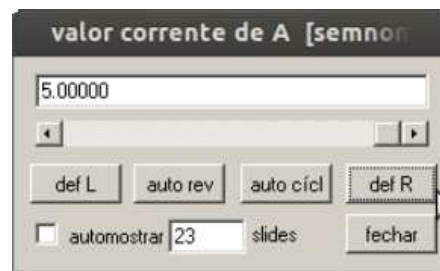 valor corrente de A [semnon
5.00000
def L auto rev auto cícl def R
automostrar 23 slides fechar